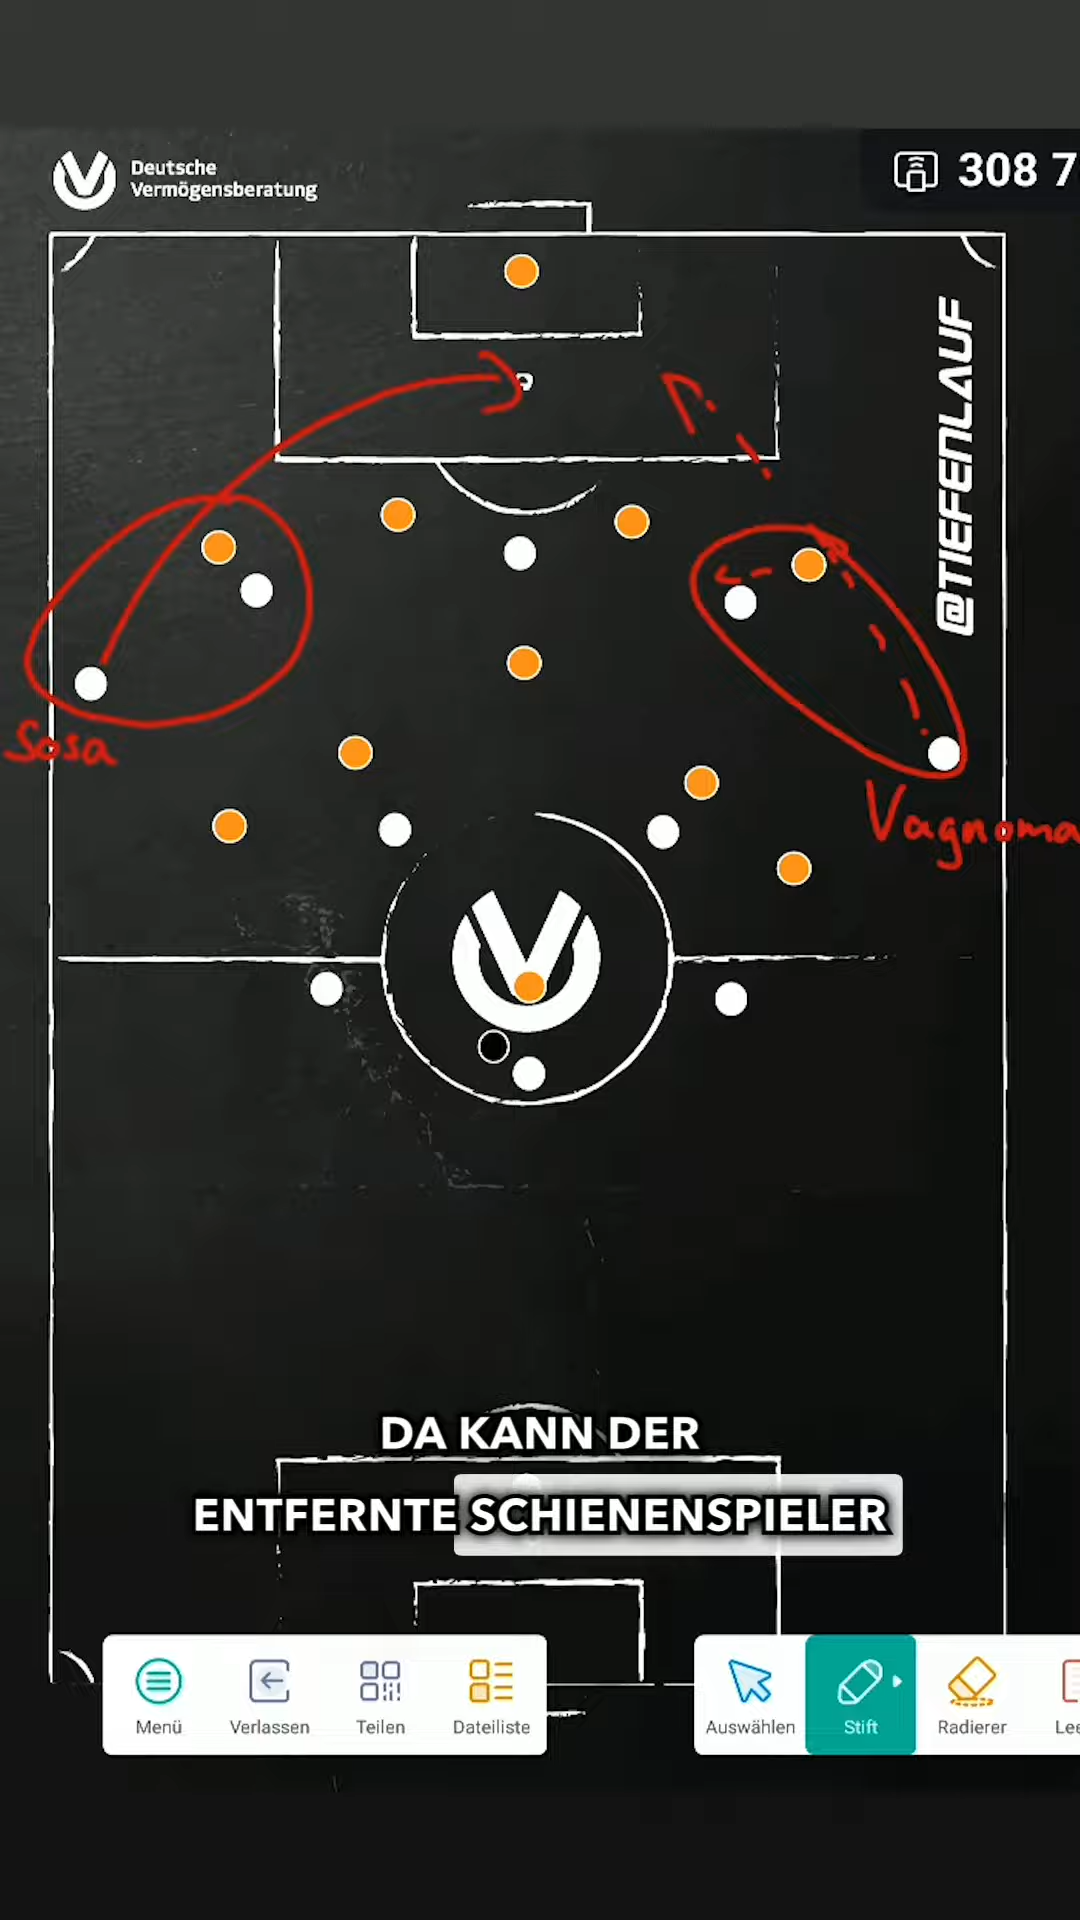 Deutsche
Vermögensberatung
308 7
@TIEFENLAUF
Sosa
Vagnoma
DA KANN DER
ENTFERNTE SCHIENENSPIELER
Menü
Verlassen
Teilen
Dateiliste
Auswählen
Stift
Radierer
Lee